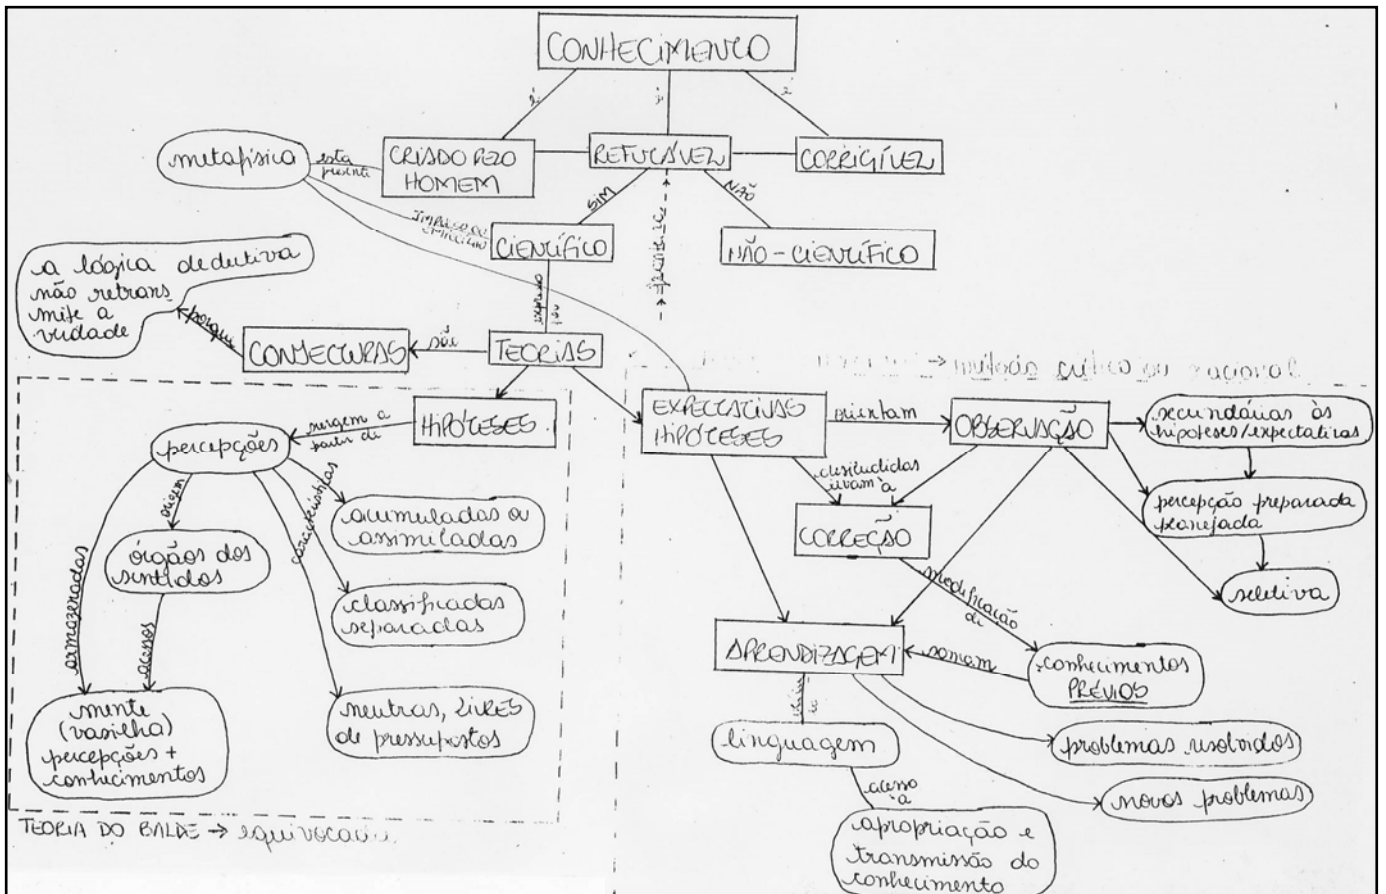 CONHECIMENTO
É
É
É
metafísica
está
presente
CRIADO PELO
HOMEM
REFUTÁVEL
CORRIGÍVEL
SIM
NÃO
CIENTÍFICO
NÃO-CIENTÍFICO
a lógica dedutiva
não retrans
mite a
verdade
porque
CONJECTURAS
são
expresso
TEORIAS
método crítico ou racional
HIPÓTESES
surgem a
partir de
percepções
EXPECTATIVAS
HIPÓTESES
orientam
OBSERVAÇÃO
secundárias às
hipóteses/expectativas
percepção preparada
planejada
seletiva
desiludidas
levam à
CORREÇÃO
modificação
de
origem
características
acumuladas ou
assimiladas
órgãos dos
sentidos
armazenadas
acesso
classificadas
separadas
APRENDIZAGEM
conhecimentos
PRÉVIOS
mente
(vasilha)
percepções +
conhecimentos
neutras, LIVRES
de pressupostos
linguagem
problemas resolvidos
novos problemas
acesso
à
apropriação e
transmissão do
conhecimento
TEORIA DO BALDE → equivocada